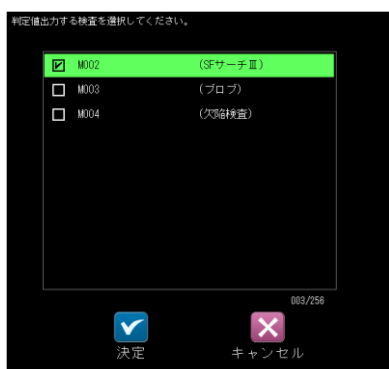 判定値出力する検査を選択してください。
M002 (SFサーチⅢ)
M003 (ブロブ)
M004 (欠陥検査)
003/256
決定 キャンセル